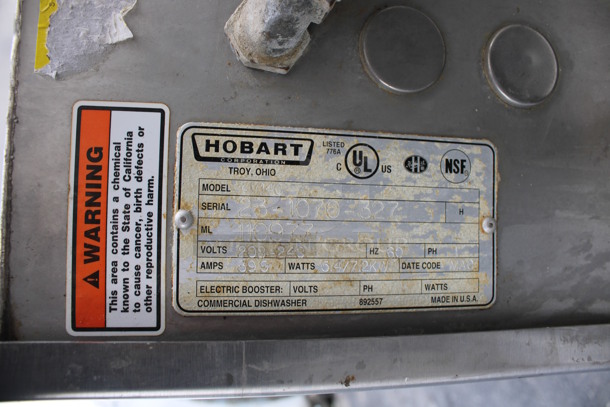 WARNING
This area contains a chemical
known to the State of California
to cause cancer, birth defects or
other reproductive harm.
HOBART
CORPORATION
TROY, OHIO
LISTED
776A
C UL US
NSF
MODEL
SERIAL H
ML
VOLTS HZ PH
AMPS WATTS DATE CODE
ELECTRIC BOOSTER: VOLTS PH WATTS
COMMERCIAL DISHWASHER 892557 MADE IN U.S.A.